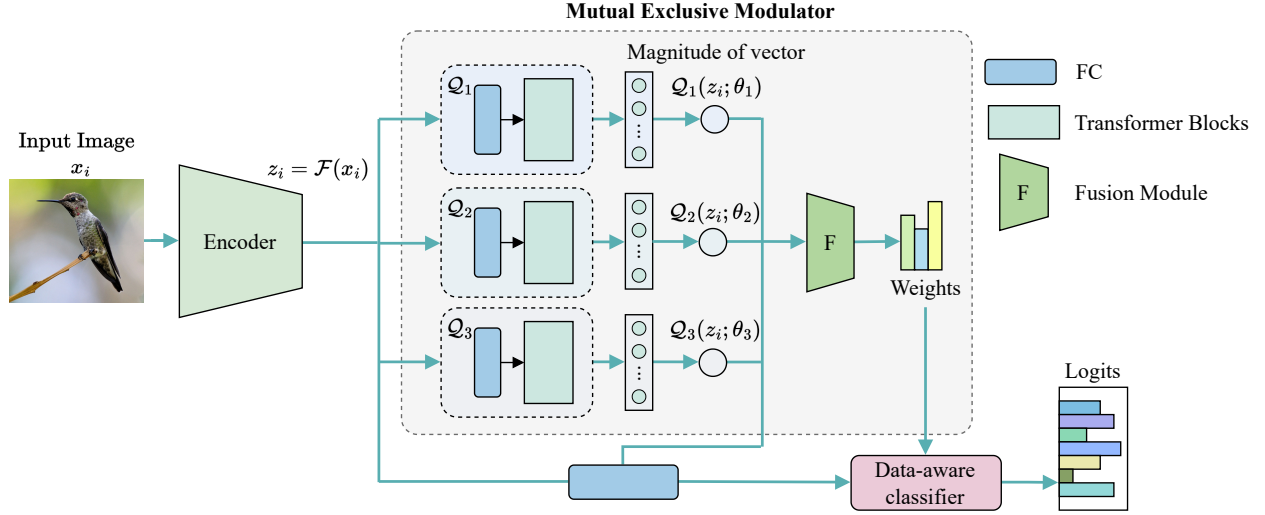 Mutual Exclusive Modulator
Magnitude of vector
Input Image
x_i
Encoder
z_i = ℱ(x_i)
𝒬_1
𝒬_1(z_i; θ_1)
𝒬_2
𝒬_2(z_i; θ_2)
𝒬_3
𝒬_3(z_i; θ_3)
F
Weights
FC
Transformer Blocks
F
Fusion Module
Logits
Data-aware
classifier